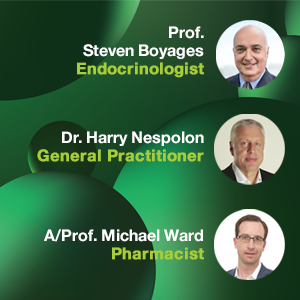 Prof.
Steven Boyages
Endocrinologist
Dr. Harry Nespolon
General Practitioner
A/Prof. Michael Ward
Pharmacist